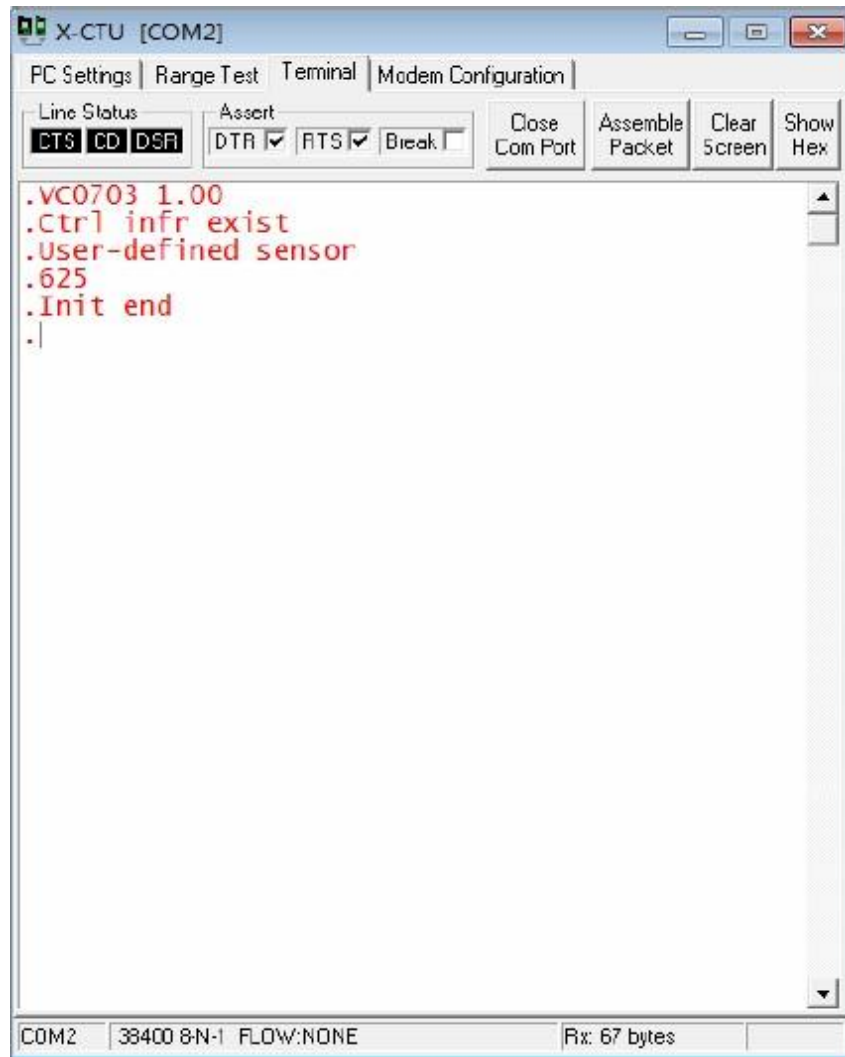 X-CTU [COM2]
PC Settings Range Test Terminal Modem Configuration
Line Status Assert
CTS CD DSR DTR RTS Break
Close Com Port
Assemble Packet
Clear Screen
Show Hex
.VC0703 1.00
.Ctrl infr exist
.User-defined sensor
.625
.Init end
.
COM2 38400 8-N-1 FLOW:NONE Rx: 67 bytes